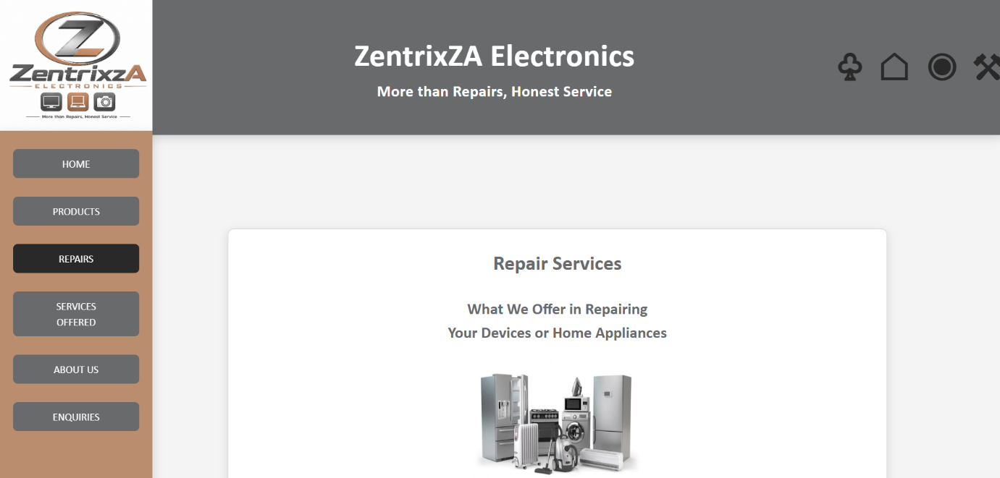 ZentrixzA
ELECTRONICS
More than Repairs, Honest Service
ZentrixZA Electronics
More than Repairs, Honest Service
HOME
PRODUCTS
REPAIRS
SERVICES
OFFERED
ABOUT US
ENQUIRIES
Repair Services
What We Offer in Repairing
Your Devices or Home Appliances